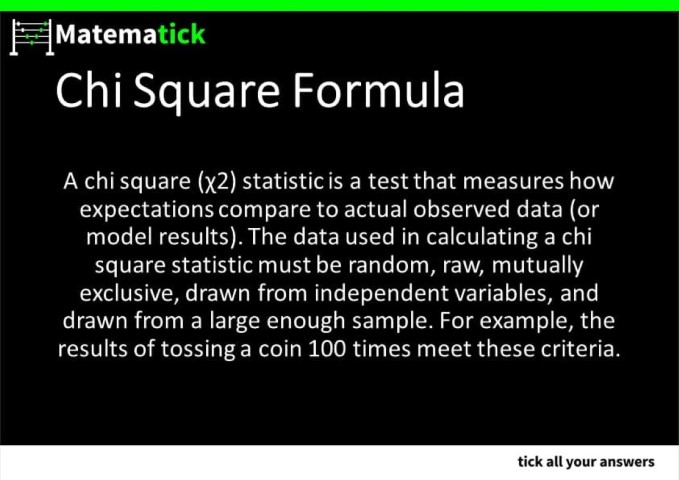 Matematick
Chi Square Formula
A chi square (χ2) statistic is a test that measures how
expectations compare to actual observed data (or
model results). The data used in calculating a chi
square statistic must be random, raw, mutually
exclusive, drawn from independent variables, and
drawn from a large enough sample. For example, the
results of tossing a coin 100 times meet these criteria.
tick all your answers